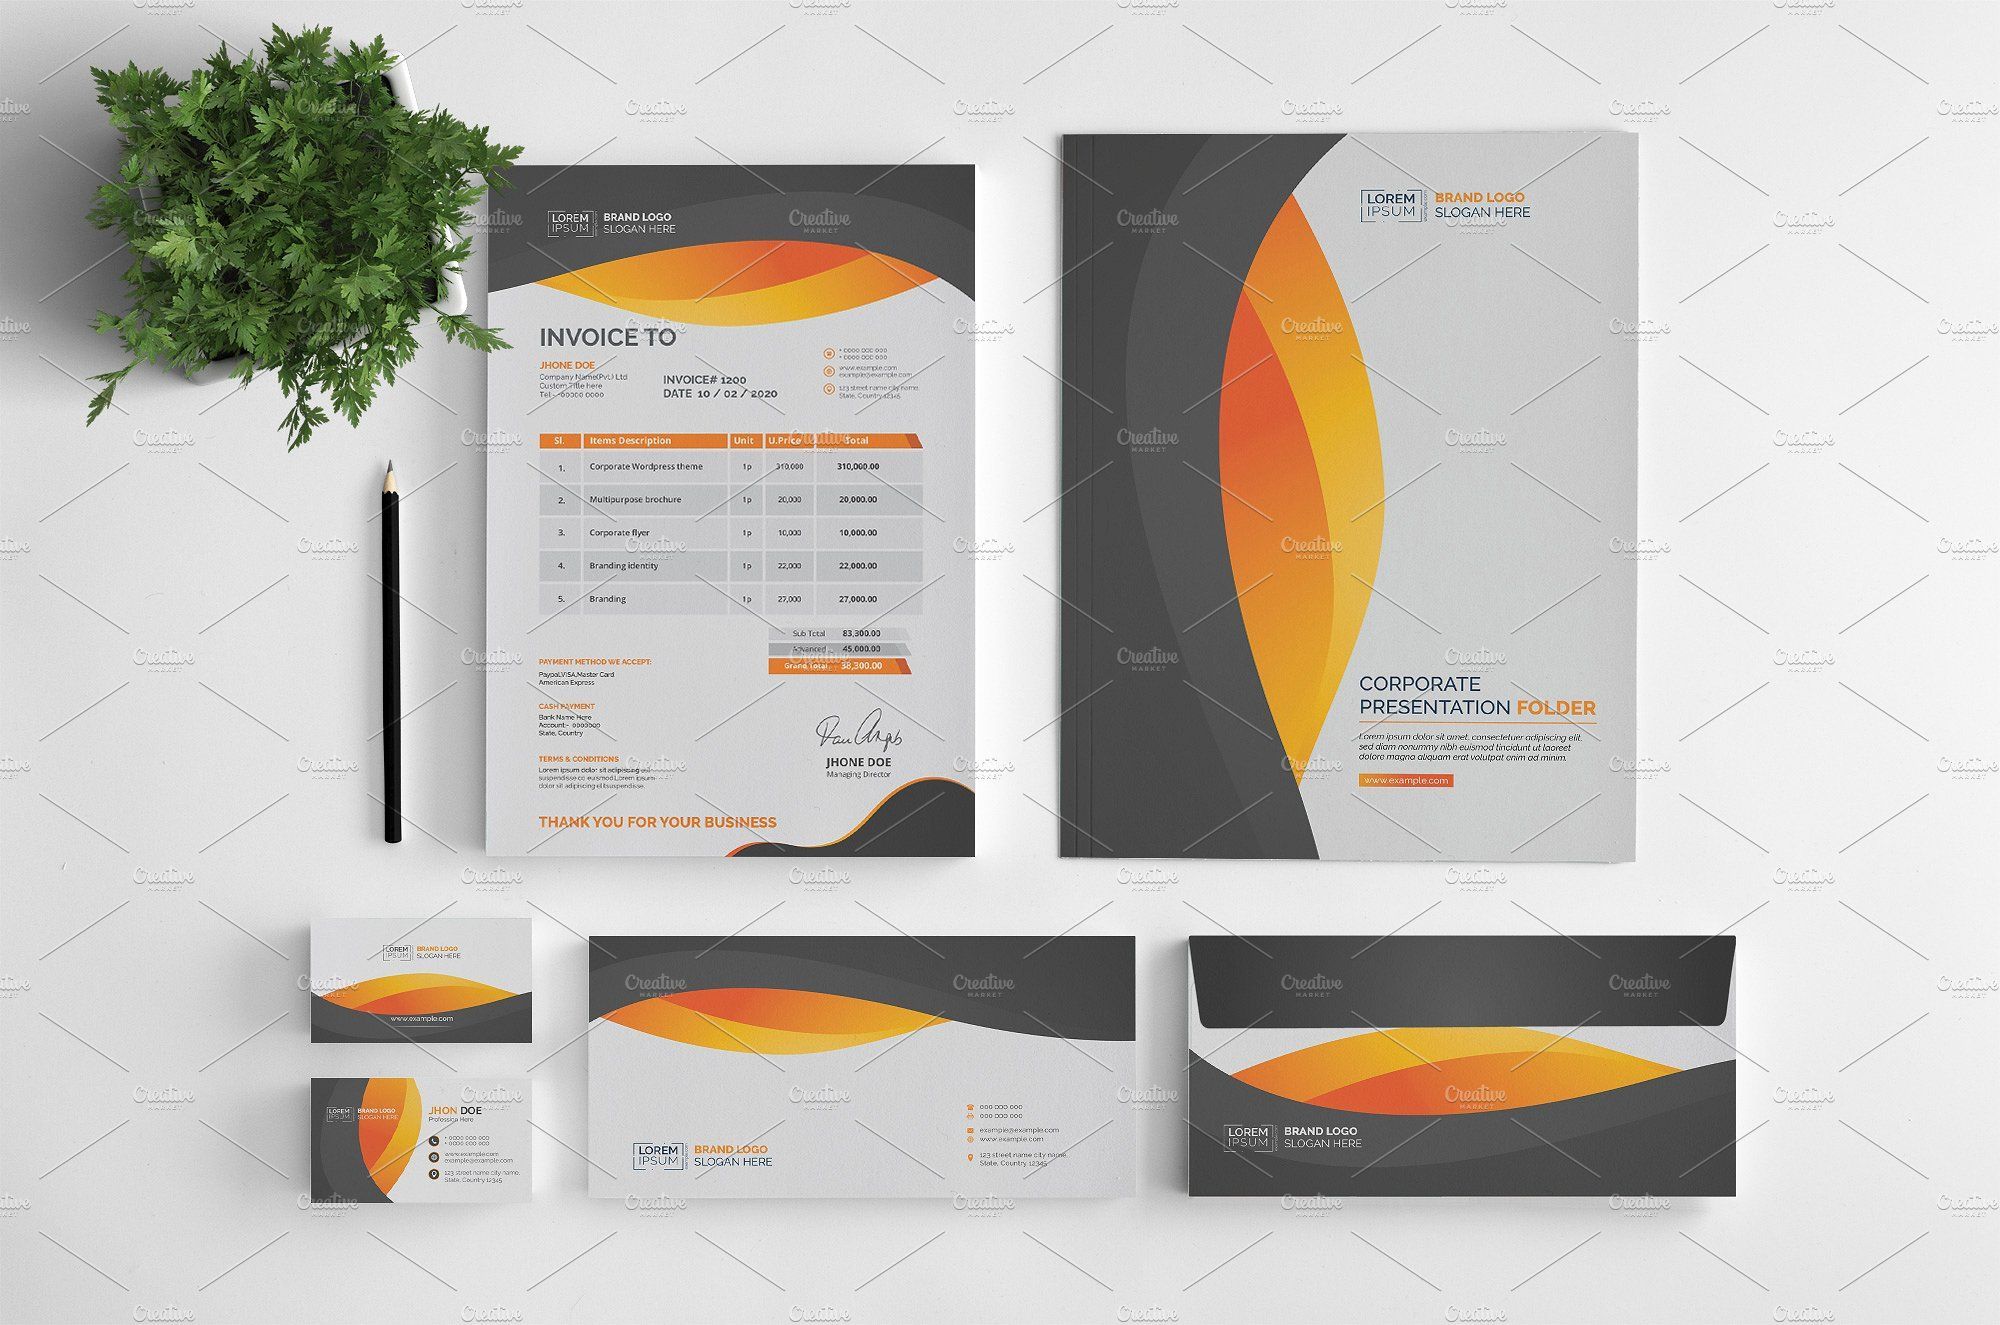 LOREM
IPSUM
BRAND LOGO
SLOGAN HERE
INVOICE TO
JHONE DOE
Company Name(Pvt.) Ltd
Custom Title here
Tel:- 00000 0000
INVOICE# 1200
DATE 10 / 02 / 2020
+ 0000 000 000
+ 0000 000 000
www.example.com
example@example.com
123 street name city name,
State, Country 12345
Sl. Items Description Unit U.Price Total
1. Corporate Wordpress theme 1p 310,000 310,000.00
2. Multipurpose brochure 1p 20,000 20,000.00
3. Corporate flyer 1p 10,000 10,000.00
4. Branding identity 1p 22,000 22,000.00
5. Branding 1p 27,000 27,000.00
Sub Total 83,300.00
Advanced 45,000.00
Grand Total 38,300.00
PAYMENT METHOD WE ACCEPT:
Paypal,VISA,Master Card
American Express
CASH PAYMENT
Bank Name Here
Account:- 0000000
State, Country
TERMS & CONDITIONS
Lorem ipsum dolor sit adipiscing elit
suspendisse co euismod Lorem ipsum
dolor sit adipiscing elitsuspendisse.
JHONE DOE
Managing Director
THANK YOU FOR YOUR BUSINESS
LOREM
IPSUM
BRAND LOGO
SLOGAN HERE
CORPORATE
PRESENTATION FOLDER
Lorem ipsum dolor sit amet, consectetuer adipiscing elit,
sed diam nonummy nibh euismod tincidunt ut laoreet
dolore magna aliquam erat volutpat enim ad minim.
www.example.com
LOREM
IPSUM
BRAND LOGO
SLOGAN HERE
www.example.com
LOREM
IPSUM
BRAND LOGO
SLOGAN HERE
JHON DOE
Profession Here
+ 0000 000 000
+ 0000 000 000
www.example.com
example@example.com
123 street name city name,
State, Country 12345
LOREM
IPSUM
BRAND LOGO
SLOGAN HERE
000 000 000
000 000 000
example@example.com
www.example.com
123 street name city name,
State, Country 12345
LOREM
IPSUM
BRAND LOGO
SLOGAN HERE
Creative
MARKET